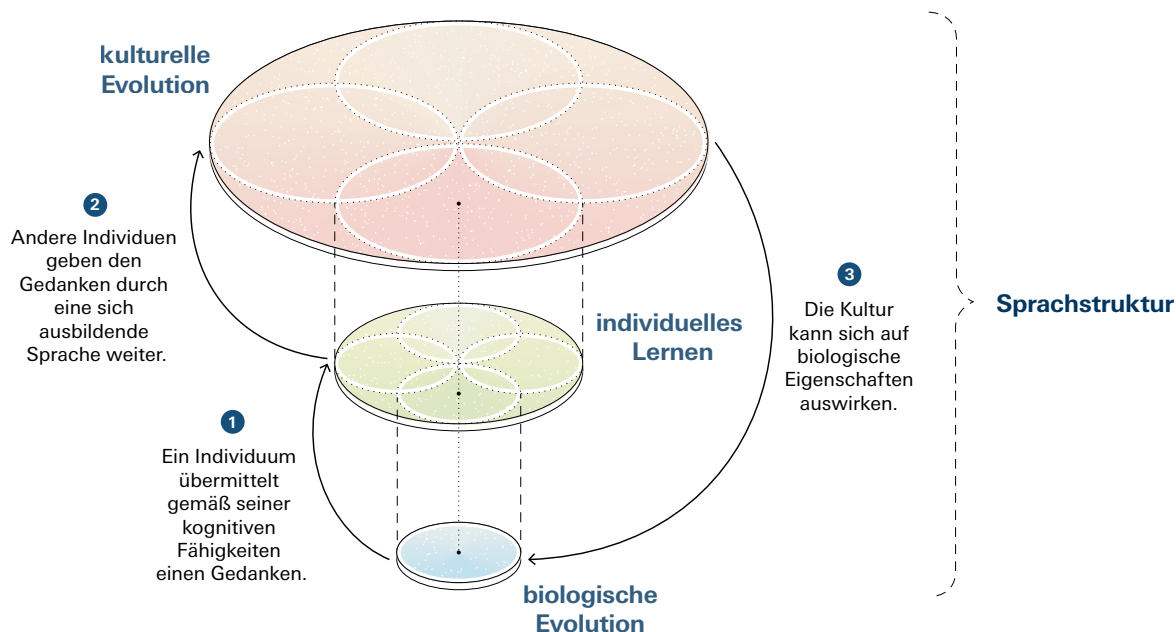 kulturelle
Evolution
2
Andere Individuen
geben den
Gedanken durch
eine sich
ausbildende
Sprache weiter.
individuelles
Lernen
3
Die Kultur
kann sich auf
biologische
Eigenschaften
auswirken.
Sprachstruktur
1
Ein Individuum
übermittelt
gemäß seiner
kognitiven
Fähigkeiten
einen Gedanken.
biologische
Evolution